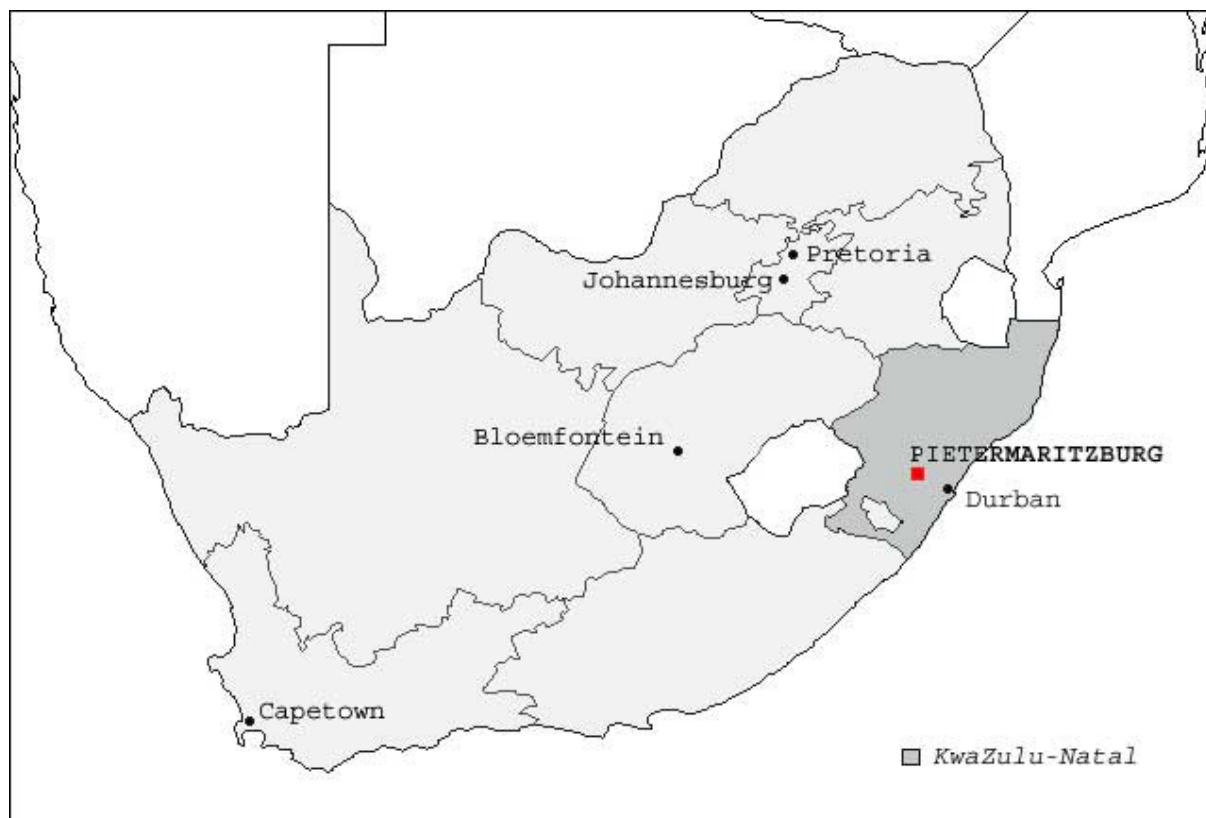 Pretoria
Johannesburg
Bloemfontein
PIETERMARITZBURG
Durban
Capetown
KwaZulu-Natal